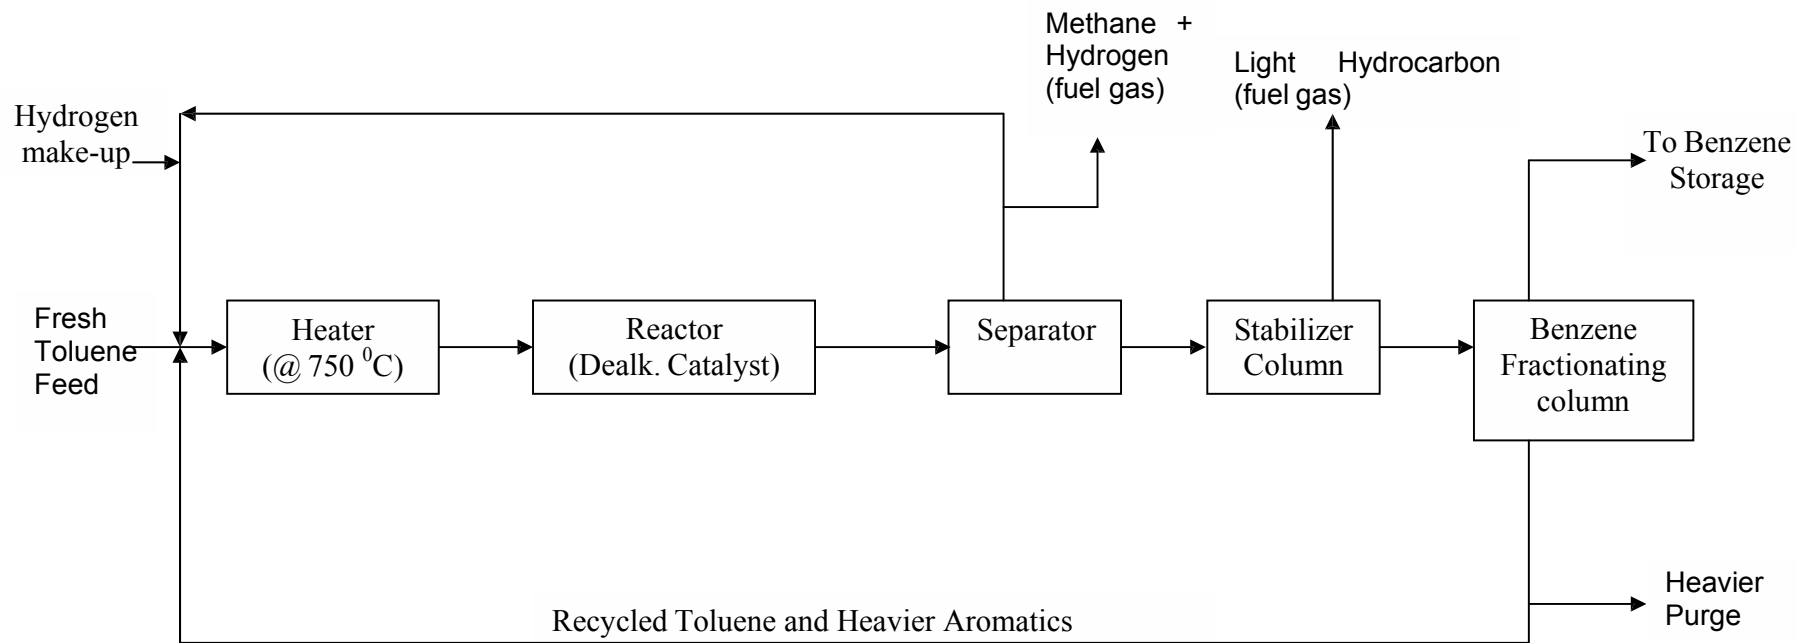 Methane +
Hydrogen
(fuel gas)
Light Hydrocarbon
(fuel gas)
Hydrogen
make-up
To Benzene
Storage
Fresh
Toluene
Feed
Heater
(@ 750 ⁰C)
Reactor
(Dealk. Catalyst)
Separator
Stabilizer
Column
Benzene
Fractionating
column
Recycled Toluene and Heavier Aromatics
Heavier
Purge